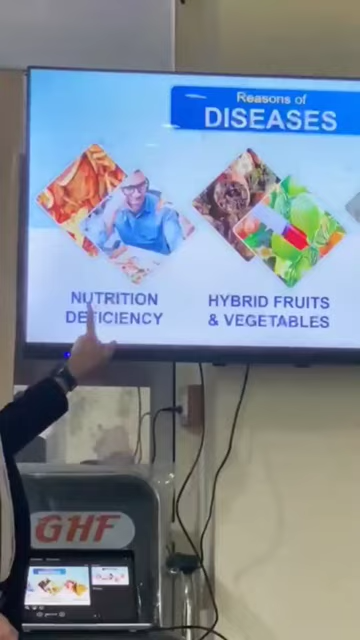 Reasons of
DISEASES
NUTRITION
DEFICIENCY
HYBRID FRUITS
& VEGETABLES
GHF